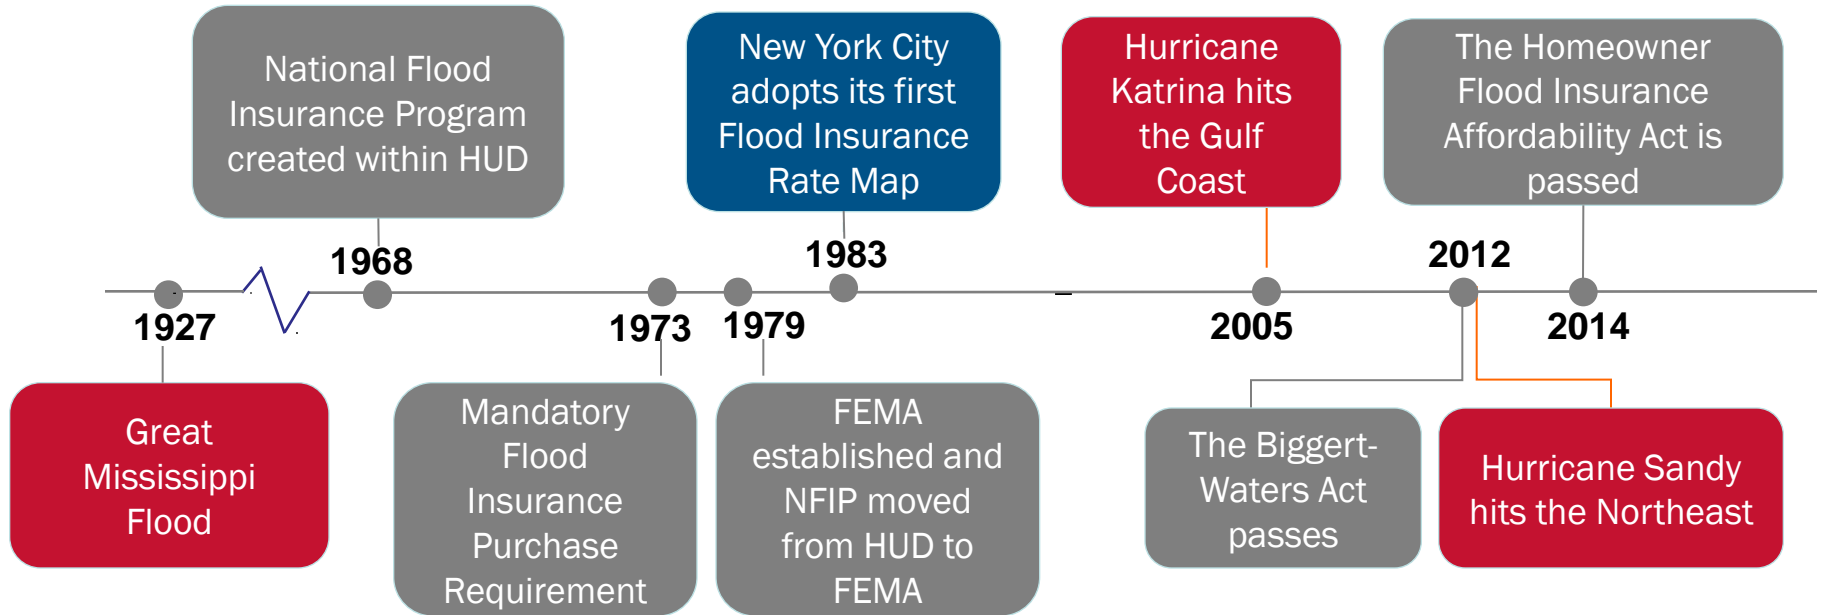 National Flood
Insurance Program
created within HUD
New York City
adopts its first
Flood Insurance
Rate Map
Hurricane
Katrina hits
the Gulf
Coast
The Homeowner
Flood Insurance
Affordability Act is
passed
1968
1983
2012
1927
1973
1979
2005
2014
Great
Mississippi
Flood
Mandatory
Flood
Insurance
Purchase
Requirement
FEMA
established and
NFIP moved
from HUD to
FEMA
The Biggert-
Waters Act
passes
Hurricane Sandy
hits the Northeast